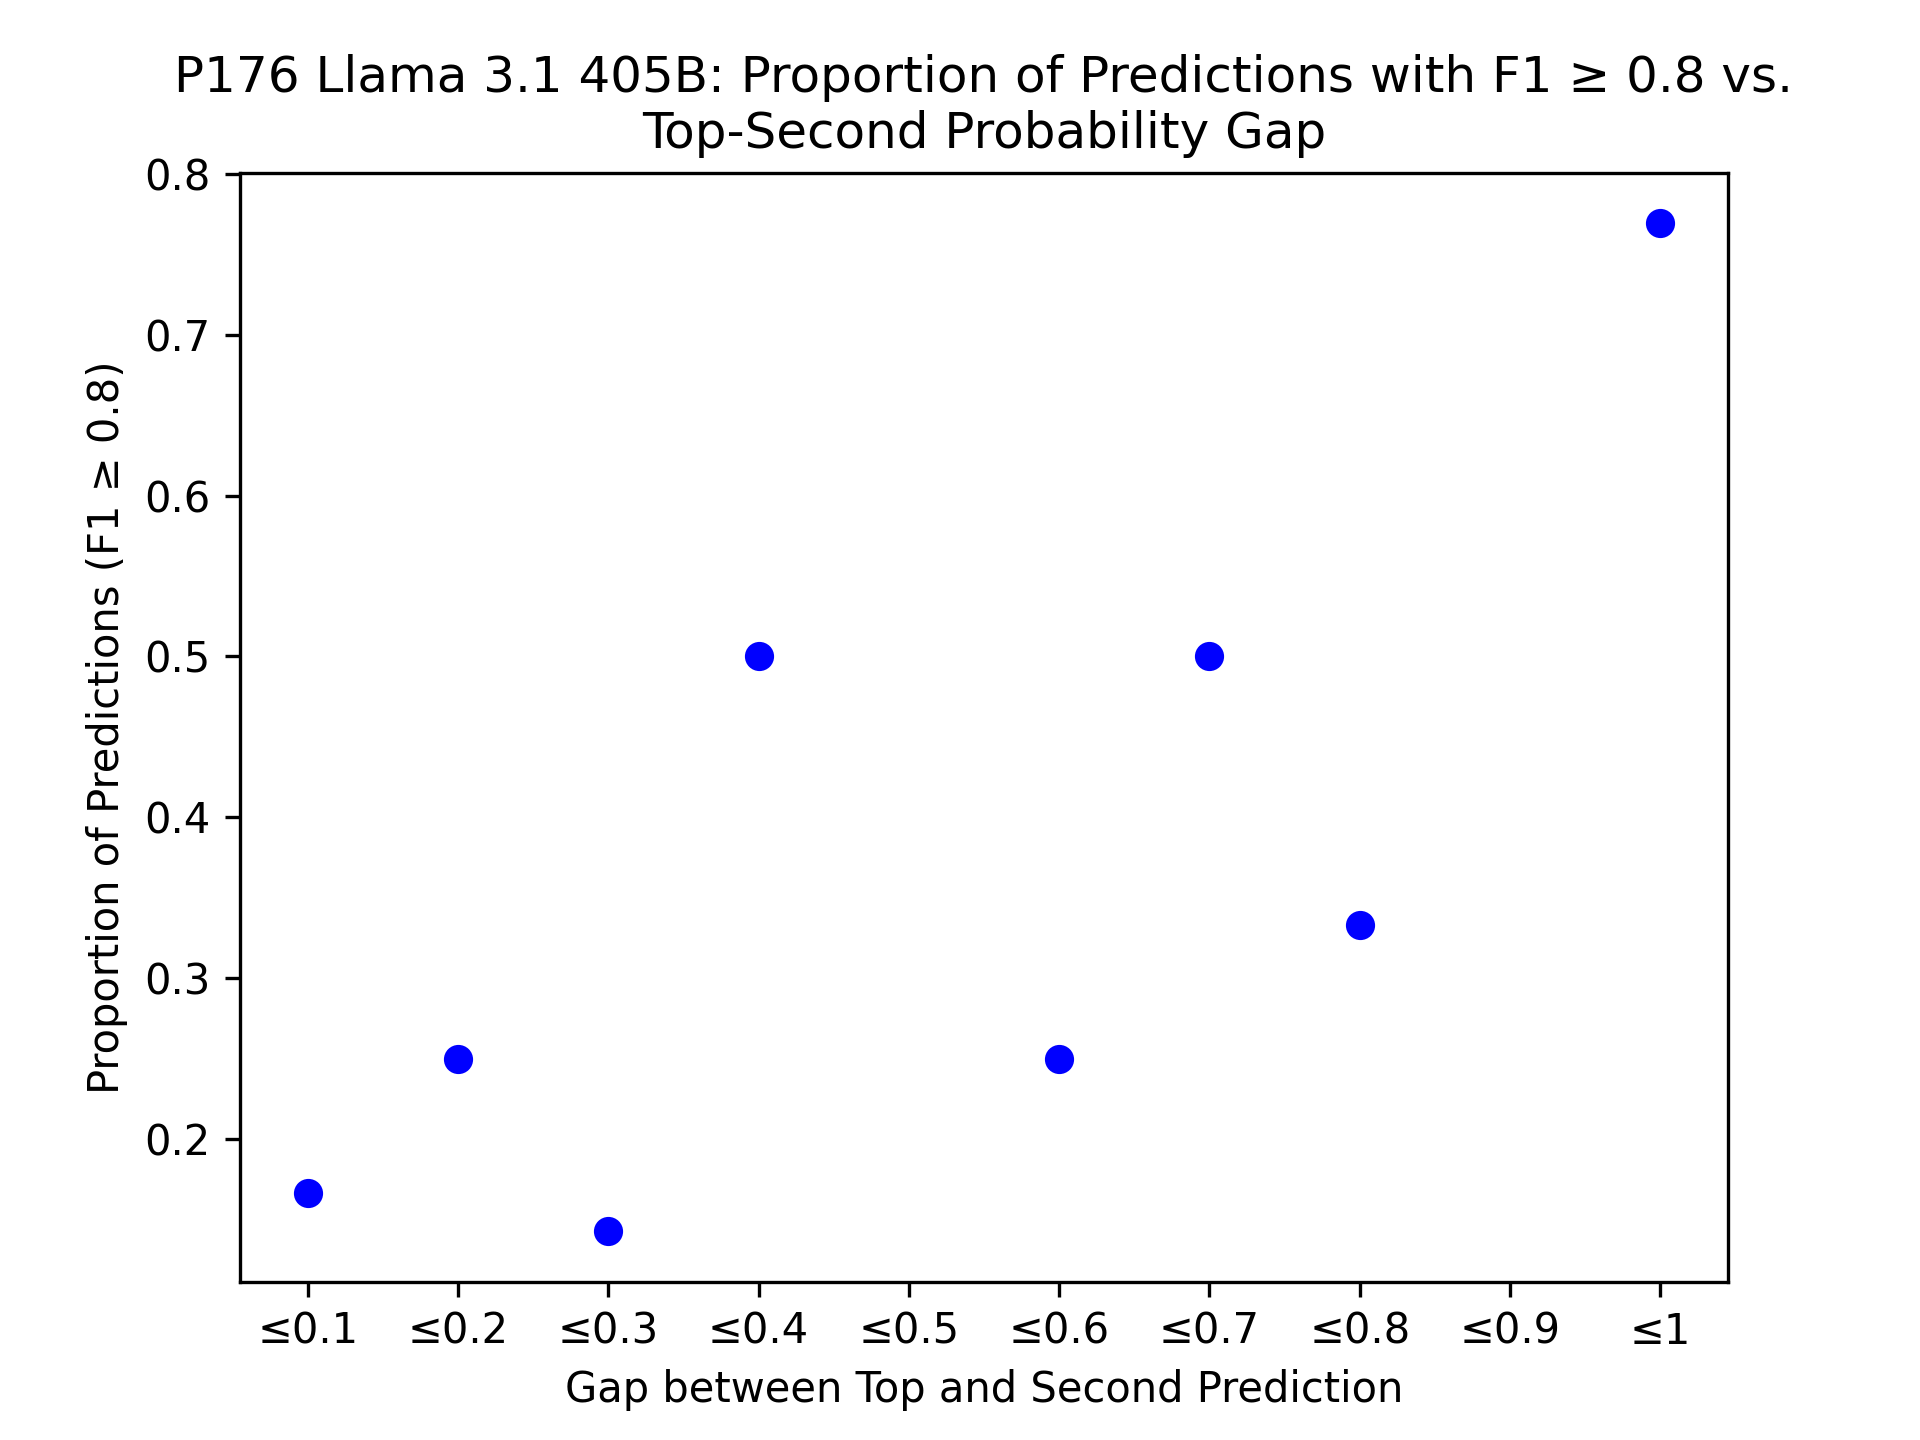 P176 Llama 3.1 405B: Proportion of Predictions with F1 ≥ 0.8 vs.
Top-Second Probability Gap
0.8
0.7
0.6
0.5
0.4
0.3
0.2
Proportion of Predictions (F1 ≥ 0.8)
≤0.1 ≤0.2 ≤0.3 ≤0.4 ≤0.5 ≤0.6 ≤0.7 ≤0.8 ≤0.9 ≤1
Gap between Top and Second Prediction